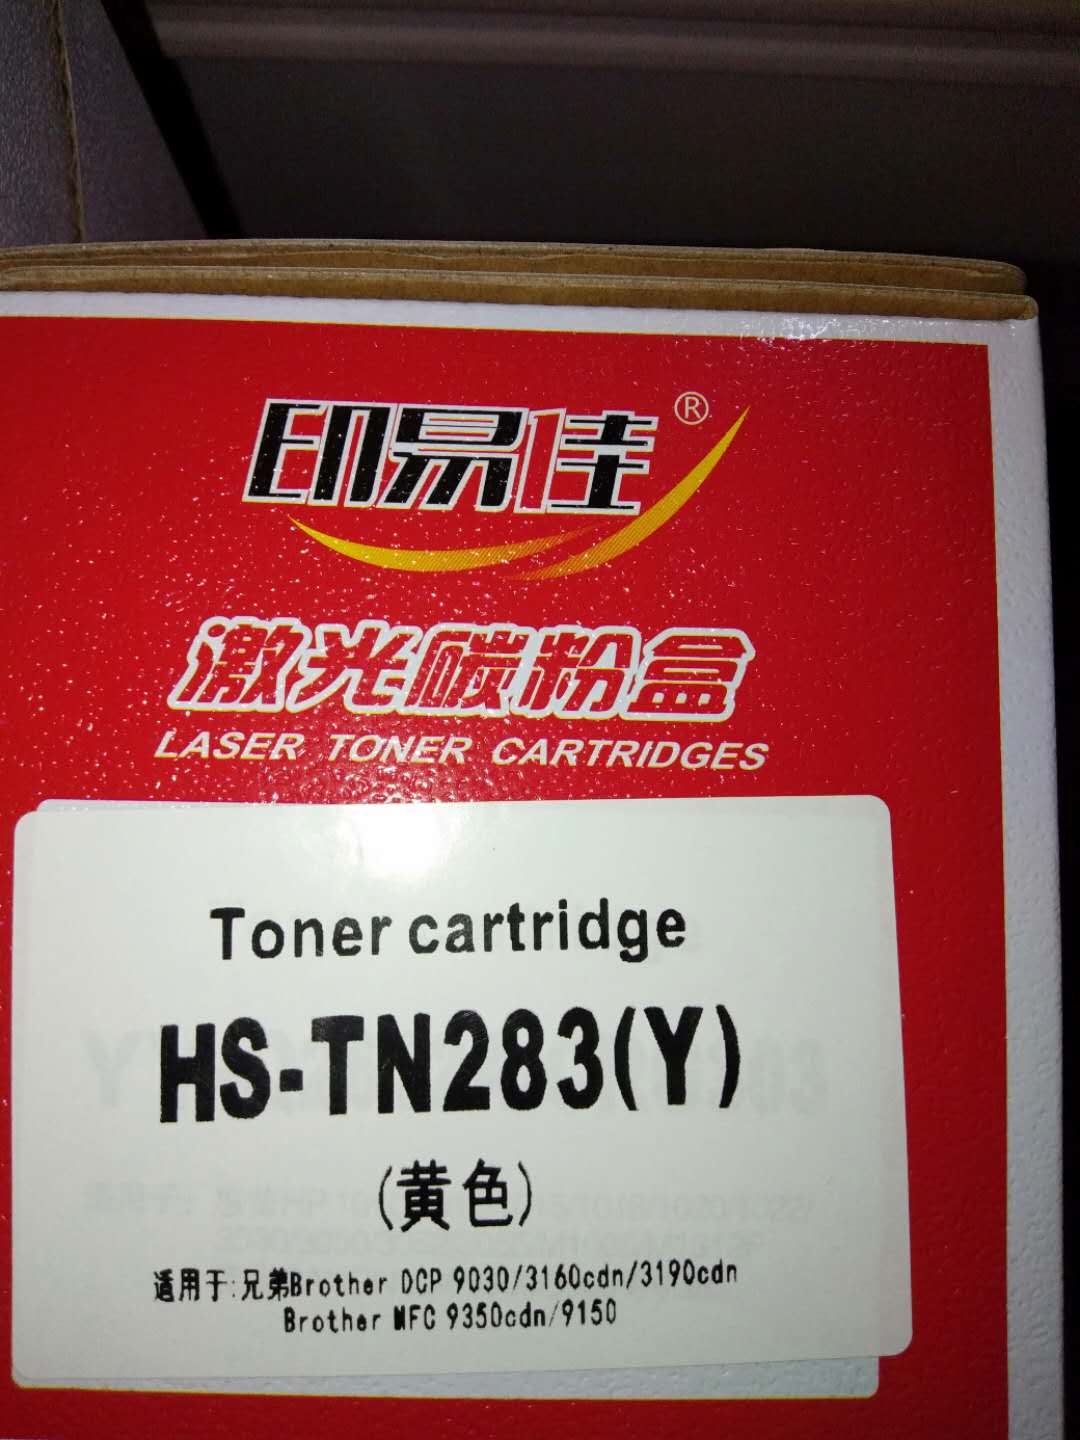 印易佳®
激光碳粉盒
LASER TONER CARTRIDGES
Toner cartridge
HS-TN283(Y)
(黄色)
适用于:兄弟Brother DCP 9030/3160cdn/3190cdn
Brother MFC 9350cdn/9150